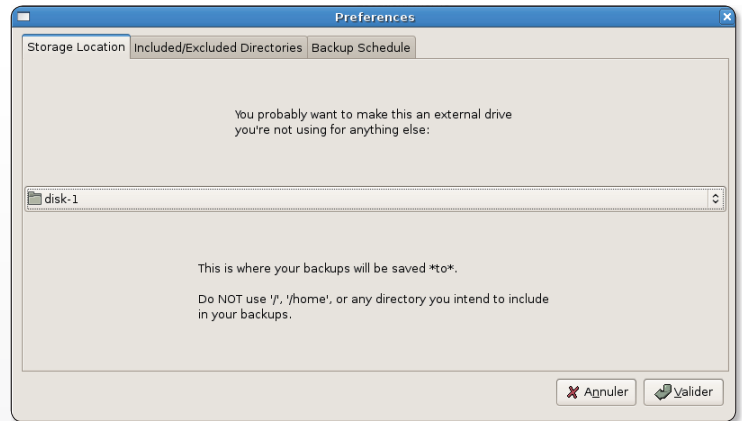 Preferences
Storage Location
Included/Excluded Directories
Backup Schedule
You probably want to make this an external drive
you're not using for anything else:
disk-1
This is where your backups will be saved *to*.
Do NOT use '/', '/home', or any directory you intend to include
in your backups.
Annuler
Valider